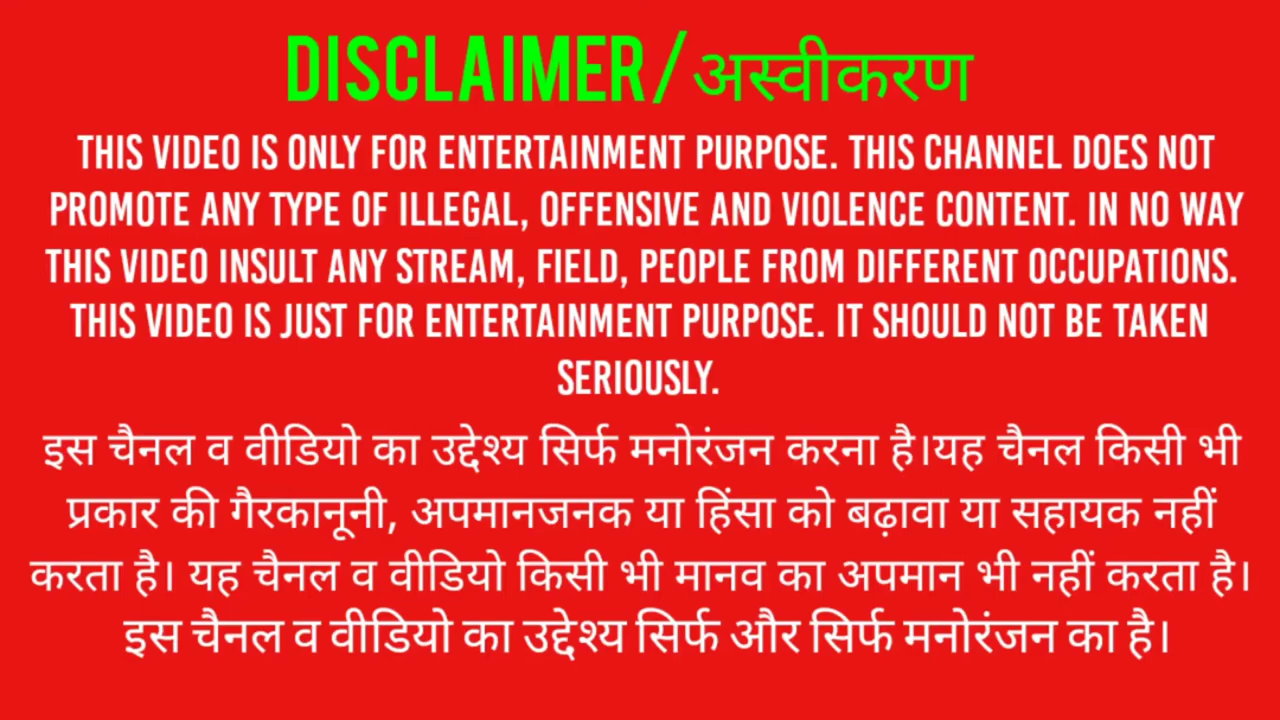 DISCLAIMER/अस्वीकरण
THIS VIDEO IS ONLY FOR ENTERTAINMENT PURPOSE. THIS CHANNEL DOES NOT
PROMOTE ANY TYPE OF ILLEGAL, OFFENSIVE AND VIOLENCE CONTENT. IN NO WAY
THIS VIDEO INSULT ANY STREAM, FIELD, PEOPLE FROM DIFFERENT OCCUPATIONS.
THIS VIDEO IS JUST FOR ENTERTAINMENT PURPOSE. IT SHOULD NOT BE TAKEN
SERIOUSLY.
इस चैनल व वीडियो का उद्देश्य सिर्फ मनोरंजन करना है।यह चैनल किसी भी
प्रकार की गैरकानूनी, अपमानजनक या हिंसा को बढ़ावा या सहायक नहीं
करता है। यह चैनल व वीडियो किसी भी मानव का अपमान भी नहीं करता है।
इस चैनल व वीडियो का उद्देश्य सिर्फ और सिर्फ मनोरंजन का है।